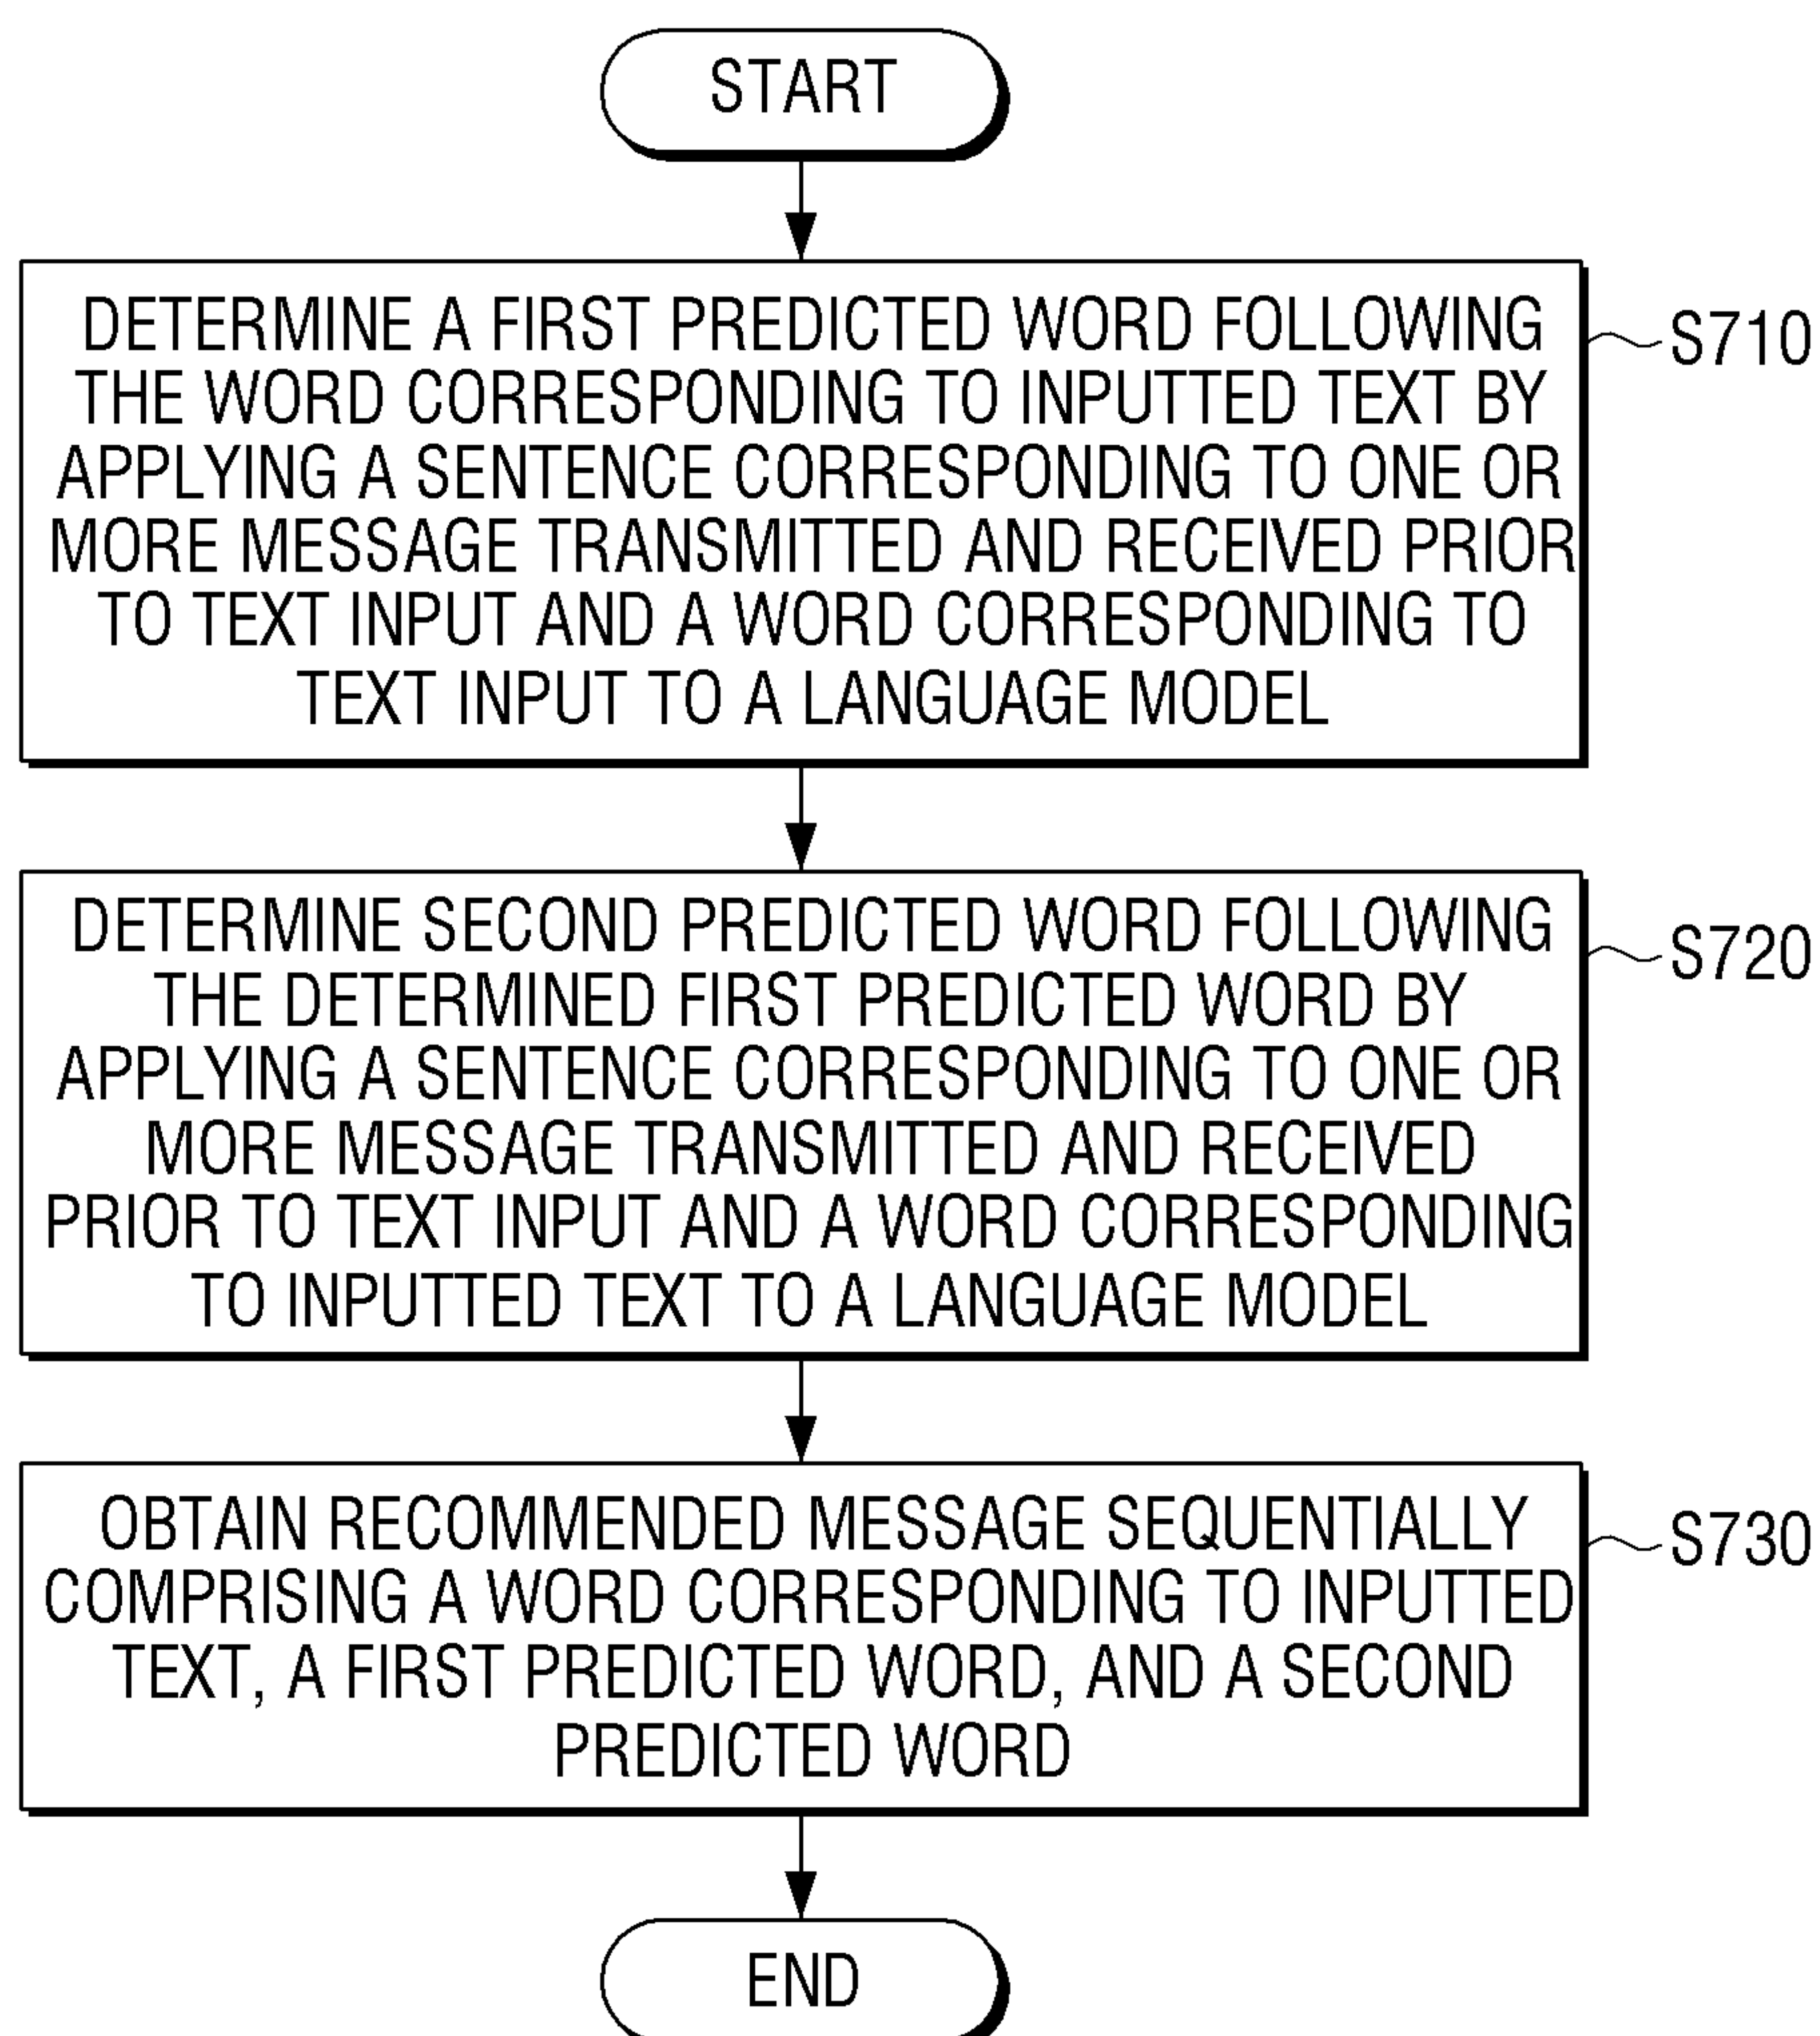 START
DETERMINE A FIRST PREDICTED WORD FOLLOWING
THE WORD CORRESPONDING TO INPUTTED TEXT BY
APPLYING A SENTENCE CORRESPONDING TO ONE OR
MORE MESSAGE TRANSMITTED AND RECEIVED PRIOR
TO TEXT INPUT AND A WORD CORRESPONDING TO
TEXT INPUT TO A LANGUAGE MODEL
S710
DETERMINE SECOND PREDICTED WORD FOLLOWING
THE DETERMINED FIRST PREDICTED WORD BY
APPLYING A SENTENCE CORRESPONDING TO ONE OR
MORE MESSAGE TRANSMITTED AND RECEIVED
PRIOR TO TEXT INPUT AND A WORD CORRESPONDING
TO INPUTTED TEXT TO A LANGUAGE MODEL
S720
OBTAIN RECOMMENDED MESSAGE SEQUENTIALLY
COMPRISING A WORD CORRESPONDING TO INPUTTED
TEXT, A FIRST PREDICTED WORD, AND A SECOND
PREDICTED WORD
S730
END